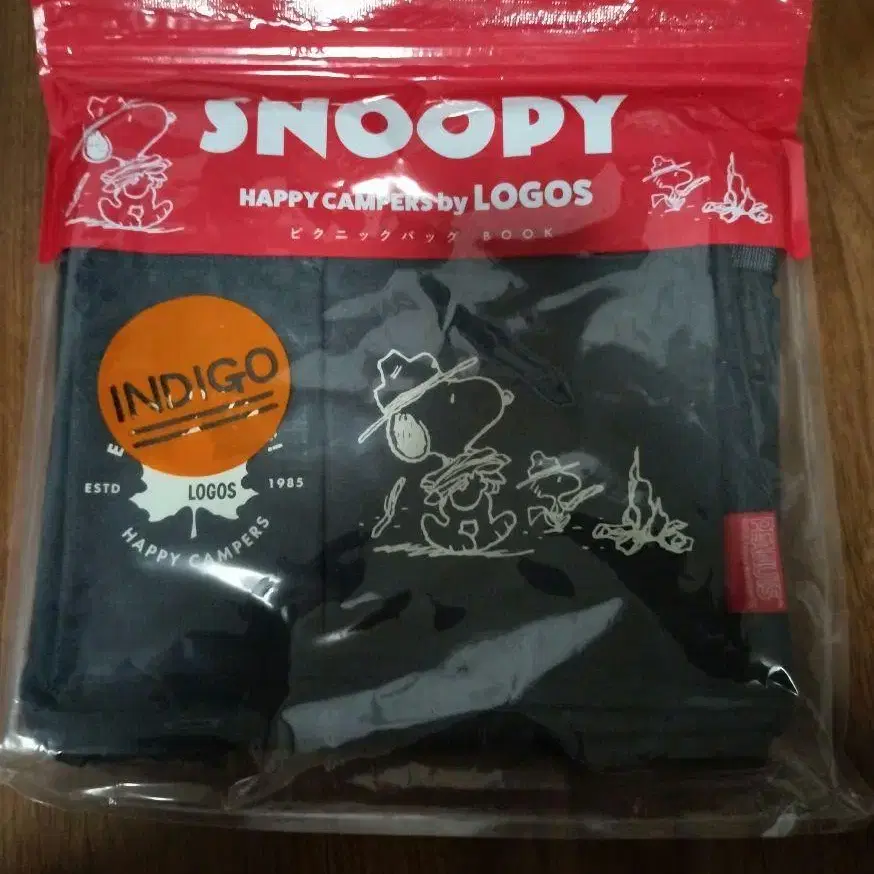 SNOOPY
HAPPY CAMPERS by LOGOS
ピクニックバッグ BOOK
INDIGO
ESTD
LOGOS
1985
HAPPY CAMPERS
PEANUTS